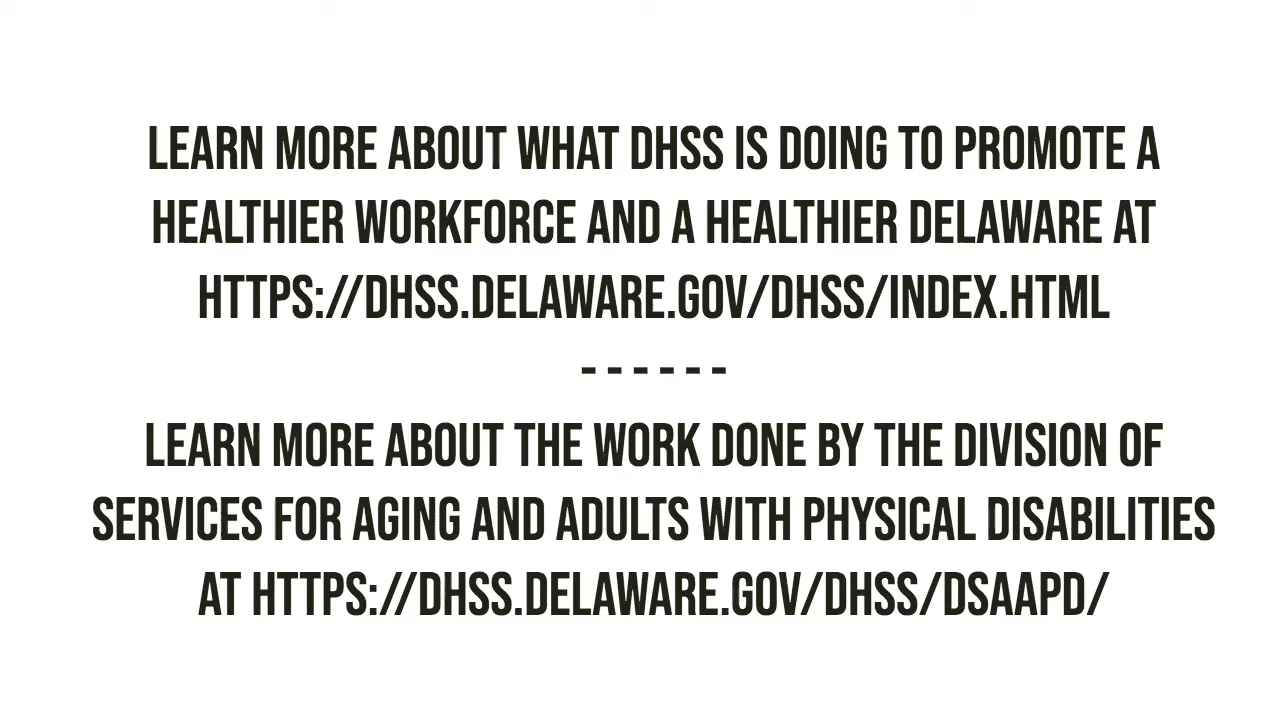 LEARN MORE ABOUT WHAT DHSS IS DOING TO PROMOTE A
HEALTHIER WORKFORCE AND A HEALTHIER DELAWARE AT
HTTPS://DHSS.DELAWARE.GOV/DHSS/INDEX.HTML
- - - - - -
LEARN MORE ABOUT THE WORK DONE BY THE DIVISION OF
SERVICES FOR AGING AND ADULTS WITH PHYSICAL DISABILITIES
AT HTTPS://DHSS.DELAWARE.GOV/DHSS/DSAAPD/